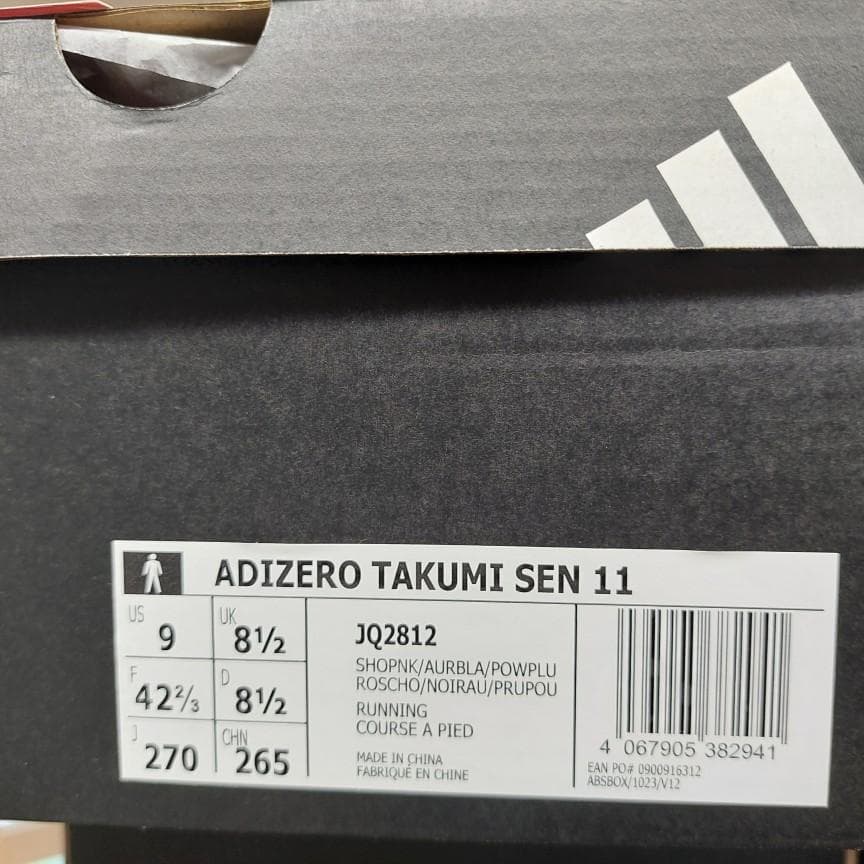 ADIZERO TAKUMI SEN 11
US 9
UK 8½
F 42⅔
D 8½
J 270
CHN 265
JQ2812
SHOPNK/AURBLA/POWPLU
ROSCHO/NOIRAU/PRUPOU
RUNNING
COURSE A PIED
MADE IN CHINA
FABRIQUÉ EN CHINE
4 067905 382941
EAN PO# 0900916312
ABSBOX/1023/V12